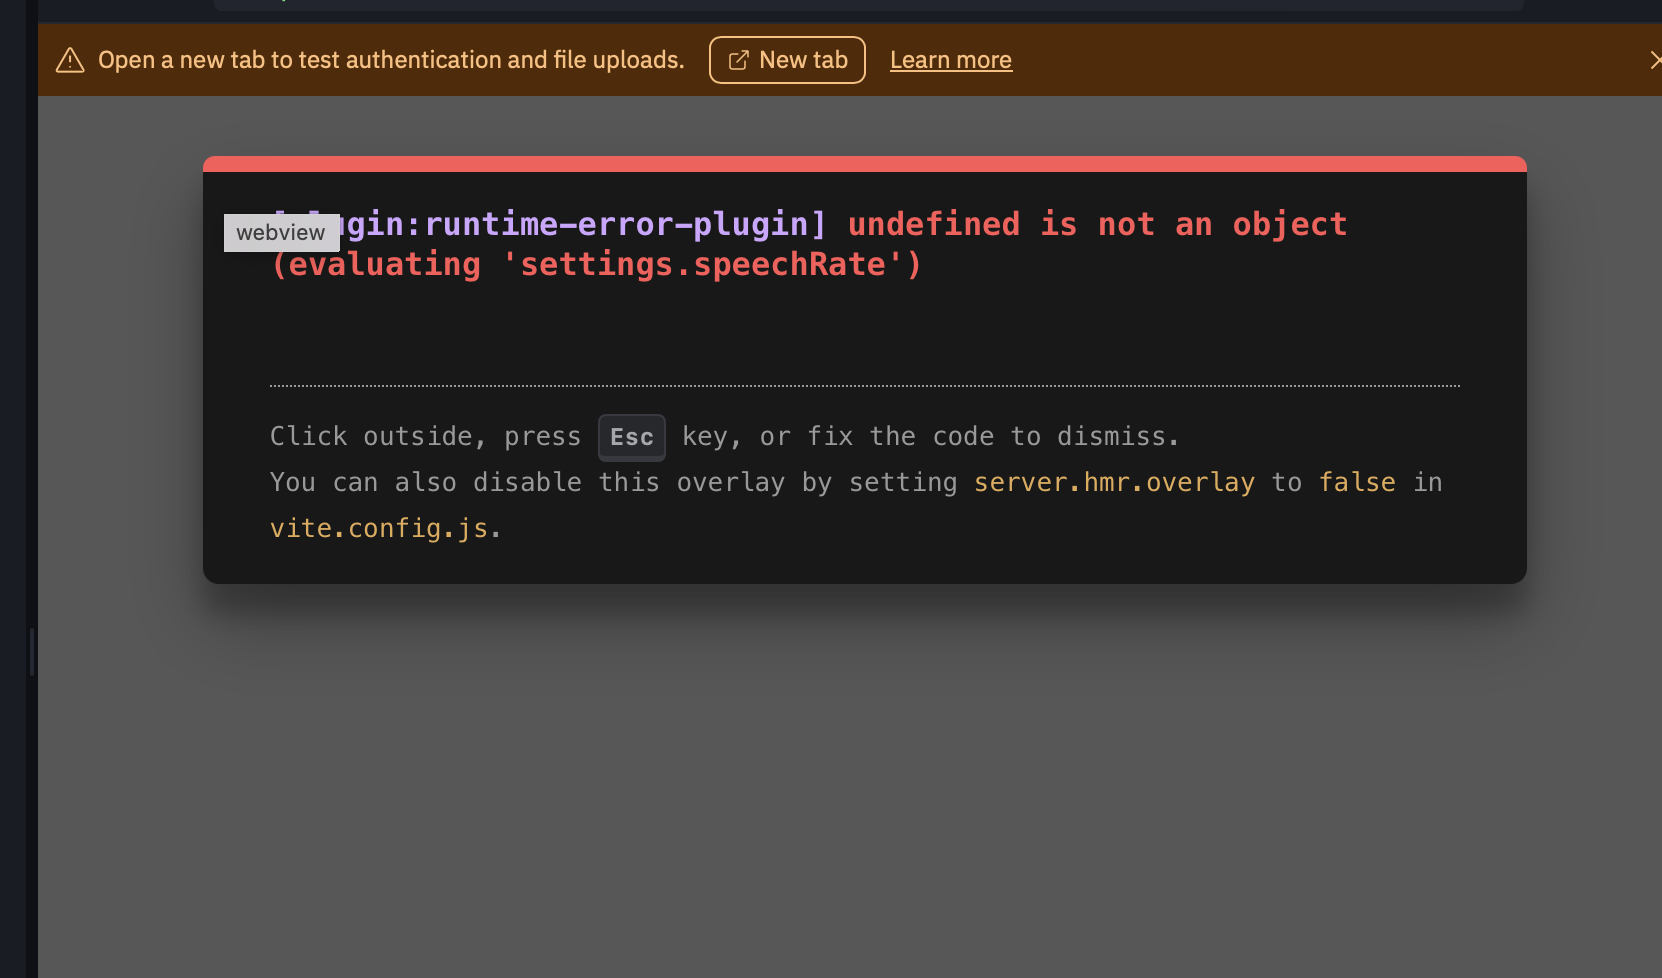 Open a new tab to test authentication and file uploads. New tab Learn more
webview
ugin:runtime-error-plugin] undefined is not an object
(evaluating 'settings.speechRate')
Click outside, press Esc key, or fix the code to dismiss.
You can also disable this overlay by setting server.hmr.overlay to false in
vite.config.js.